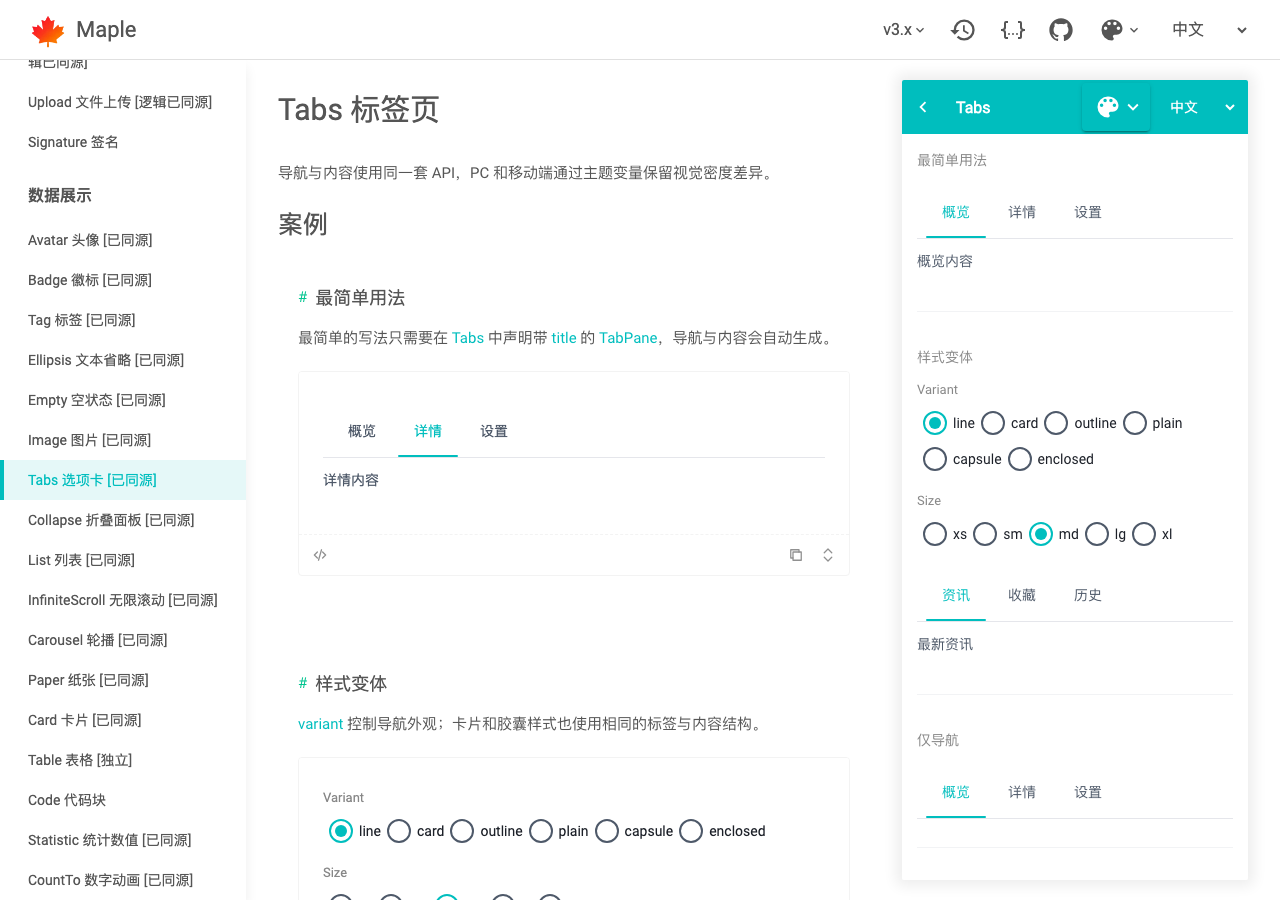 Maple
v3.x
{...}
中文
辑已同源]
Upload 文件上传 [逻辑已同源]
Signature 签名
数据展示
Avatar 头像 [已同源]
Badge 徽标 [已同源]
Tag 标签 [已同源]
Ellipsis 文本省略 [已同源]
Empty 空状态 [已同源]
Image 图片 [已同源]
Tabs 选项卡 [已同源]
Collapse 折叠面板 [已同源]
List 列表 [已同源]
InfiniteScroll 无限滚动 [已同源]
Carousel 轮播 [已同源]
Paper 纸张 [已同源]
Card 卡片 [已同源]
Table 表格 [独立]
Code 代码块
Statistic 统计数值 [已同源]
CountTo 数字动画 [已同源]
Tabs 标签页
导航与内容使用同一套 API，PC 和移动端通过主题变量保留视觉密度差异。
案例
# 最简单用法
最简单的写法只需要在 Tabs 中声明带 title 的 TabPane，导航与内容会自动生成。
概览 详情 设置
详情内容
# 样式变体
variant 控制导航外观；卡片和胶囊样式也使用相同的标签与内容结构。
Variant
line card outline plain capsule enclosed
Size
Tabs 中文
最简单用法
概览 详情 设置
概览内容
样式变体
Variant
line card outline plain
capsule enclosed
Size
xs sm md lg xl
资讯 收藏 历史
最新资讯
仅导航
概览 详情 设置